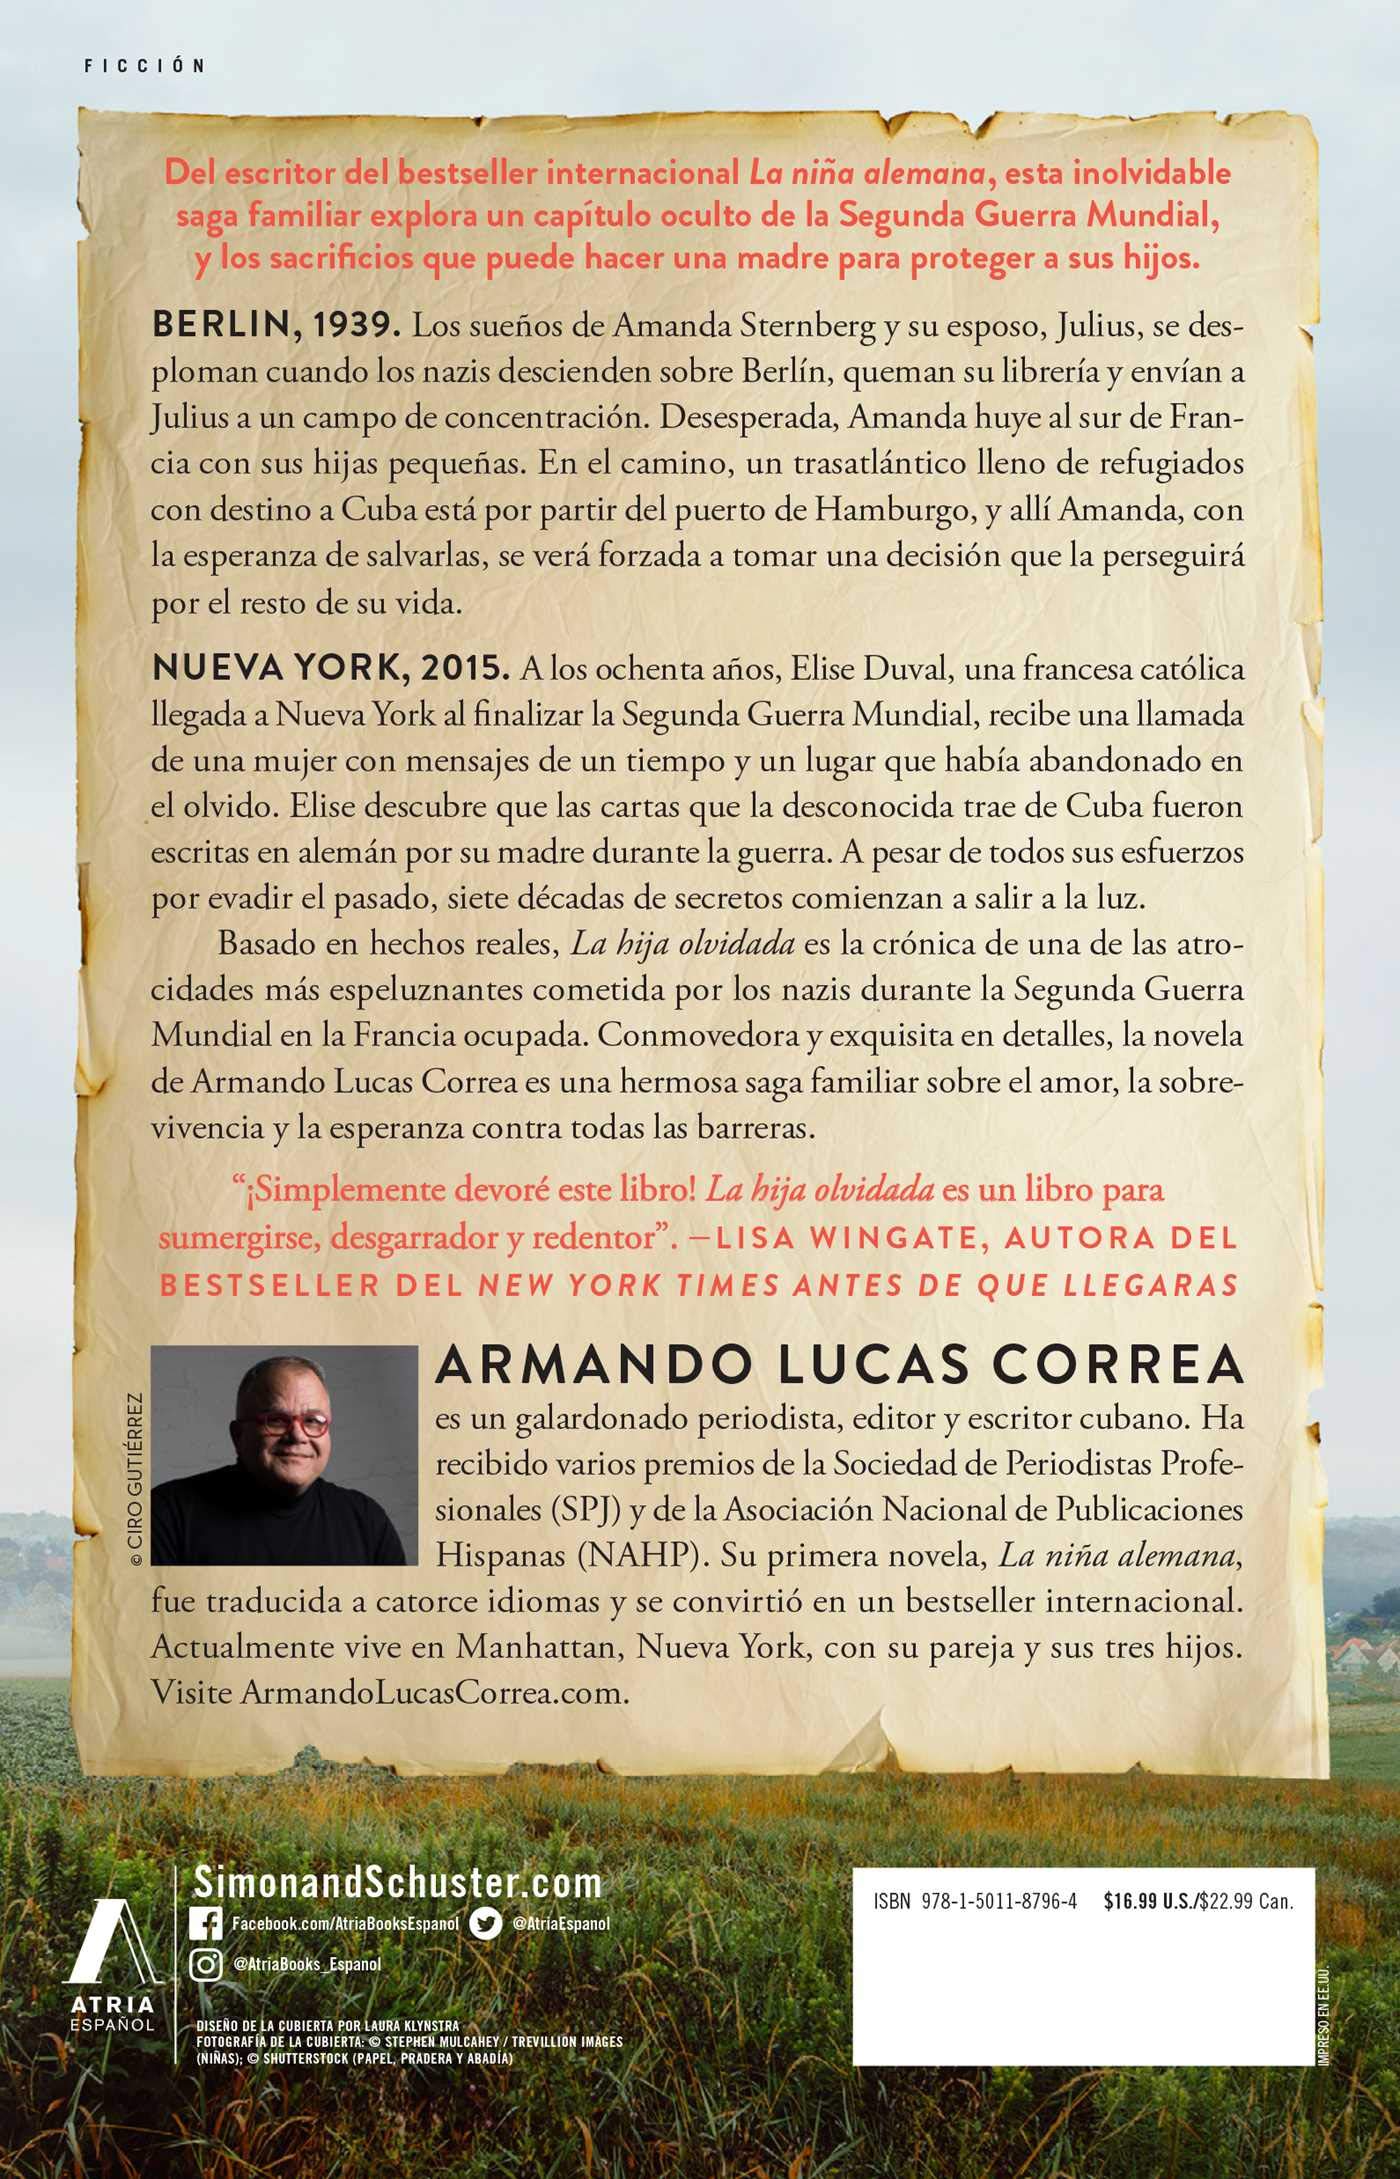 FICCIÓN
Del escritor del bestseller internacional La niña alemana, esta inolvidable
saga familiar explora un capítulo oculto de la Segunda Guerra Mundial,
y los sacrificios que puede hacer una madre para proteger a sus hijos.
BERLIN, 1939. Los sueños de Amanda Sternberg y su esposo, Julius, se des-
ploman cuando los nazis descienden sobre Berlín, queman su librería y envían a
Julius a un campo de concentración. Desesperada, Amanda huye al sur de Fran-
cia con sus hijas pequeñas. En el camino, un trasatlántico lleno de refugiados
con destino a Cuba está por partir del puerto de Hamburgo, y allí Amanda, con
la esperanza de salvarlas, se verá forzada a tomar una decisión que la perseguirá
por el resto de su vida.
NUEVA YORK, 2015. A los ochenta años, Elise Duval, una francesa católica
llegada a Nueva York al finalizar la Segunda Guerra Mundial, recibe una llamada
de una mujer con mensajes de un tiempo y un lugar que había abandonado en
el olvido. Elise descubre que las cartas que la desconocida trae de Cuba fueron
escritas en alemán por su madre durante la guerra. A pesar de todos sus esfuerzos
por evadir el pasado, siete décadas de secretos comienzan a salir a la luz.
Basado en hechos reales, La hija olvidada es la crónica de una de las atro-
cidades más espeluznantes cometida por los nazis durante la Segunda Guerra
Mundial en la Francia ocupada. Conmovedora y exquisita en detalles, la novela
de Armando Lucas Correa es una hermosa saga familiar sobre el amor, la sobre-
vivencia y la esperanza contra todas las barreras.
“¡Simplemente devoré este libro! La hija olvidada es un libro para
sumergirse, desgarrador y redentor”. —LISA WINGATE, AUTORA DEL
BESTSELLER DEL NEW YORK TIMES ANTES DE QUE LLEGARAS
© CIRO GUTIÉRREZ
ARMANDO LUCAS CORREA
es un galardonado periodista, editor y escritor cubano. Ha
recibido varios premios de la Sociedad de Periodistas Profe-
sionales (SPJ) y de la Asociación Nacional de Publicaciones
Hispanas (NAHP). Su primera novela, La niña alemana,
fue traducida a catorce idiomas y se convirtió en un bestseller internacional.
Actualmente vive en Manhattan, Nueva York, con su pareja y sus tres hijos.
Visite ArmandoLucasCorrea.com.
ATRIA
ESPAÑOL
SimonandSchuster.com
Facebook.com/AtriaBooksEspanol @AtriaEspanol
@AtriaBooks_Espanol
DISEÑO DE LA CUBIERTA POR LAURA KLYNSTRA
FOTOGRAFÍA DE LA CUBIERTA: © STEPHEN MULCAHEY / TREVILLION IMAGES
(NIÑAS); © SHUTTERSTOCK (PAPEL, PRADERA Y ABADÍA)
ISBN 978-1-5011-8796-4 $16.99 U.S./$22.99 Can.
IMPRESO EN EE.UU.